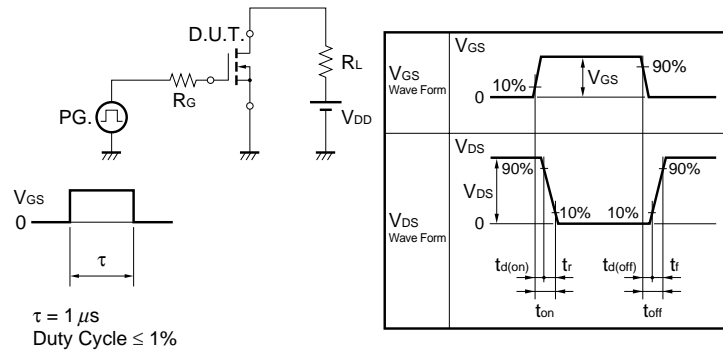 D.U.T.
RG
PG.
RL
VDD
VGS
0
τ
τ = 1 μs
Duty Cycle ≤ 1%
VGS
Wave Form
VGS
10%
VGS
90%
0
VDS
Wave Form
VDS
90%
90%
VDS
10%
10%
0
td(on)
tr
td(off)
tf
ton
toff